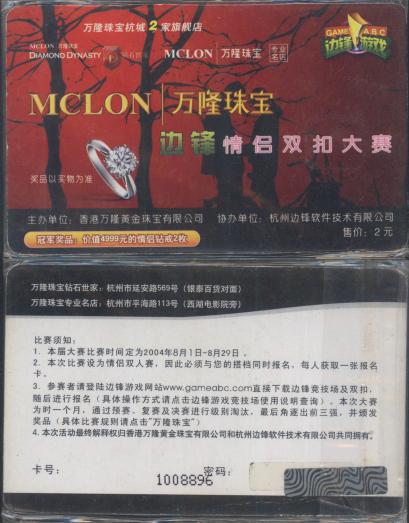 万隆珠宝杭城2家旗舰店
MCLON 万隆珠宝
DIAMOND DYNASTY
MCLON 万隆珠宝 专业名店
GAME ABC
边锋游戏
MCLON 万隆珠宝
边锋 情侣双扣大赛
奖品以实物为准
主办单位：香港万隆黄金珠宝有限公司 协办单位：杭州边锋软件技术有限公司
冠军奖品：价值4999元的情侣钻戒2枚
售价：2元
万隆珠宝钻石世家：杭州市延安路569号（银泰百货对面）
万隆珠宝专业名店：杭州市平海路113号（西湖电影院旁）
比赛须知：
1．本届大赛比赛时间定为2004年8月1日-8月29日。
2．本次比赛设为情侣双人赛，因此必须与您的搭档同时报名，每人获取一张报名
卡。
3．参赛者请登陆边锋游戏网站www.gameabc.com直接下载边锋竞技场及双扣，
随后进行报名（具体操作方式请点击边锋竞技场使用说明查询）。本次大赛
为时一个月，通过预赛、复赛及决赛进行级别淘汰，最后角逐出前三强，并颁发
奖品（具体比赛规则请点击"万隆珠宝"）
4．本次活动最终解释权归香港万隆黄金珠宝有限公司和杭州边锋软件技术有限公司共同拥有。
卡号： 1008896 密码：